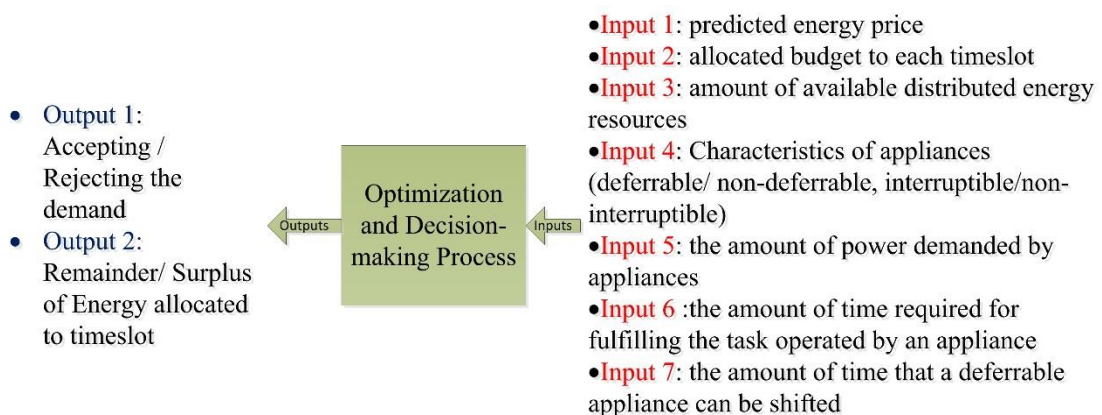 • Output 1:
Accepting /
Rejecting the
demand
• Output 2:
Remainder/ Surplus
of Energy allocated
to timeslot
Outputs
Optimization
and Decision-
making Process
Inputs
•Input 1: predicted energy price
•Input 2: allocated budget to each timeslot
•Input 3: amount of available distributed energy
resources
•Input 4: Characteristics of appliances
(deferrable/ non-deferrable, interruptible/non-
interruptible)
•Input 5: the amount of power demanded by
appliances
•Input 6 :the amount of time required for
fulfilling the task operated by an appliance
•Input 7: the amount of time that a deferrable
appliance can be shifted